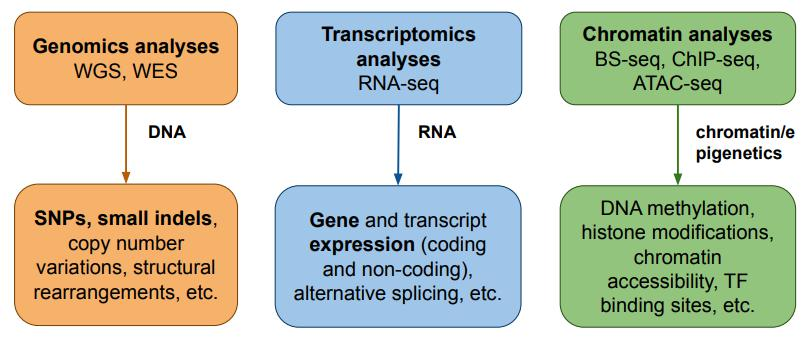 Genomics analyses
WGS, WES
DNA
SNPs, small indels,
copy number
variations, structural
rearrangements, etc.
Transcriptomics
analyses
RNA-seq
RNA
Gene and transcript
expression (coding
and non-coding),
alternative splicing, etc.
Chromatin analyses
BS-seq, ChIP-seq,
ATAC-seq
chromatin/e
pigenetics
DNA methylation,
histone modifications,
chromatin
accessibility, TF
binding sites, etc.